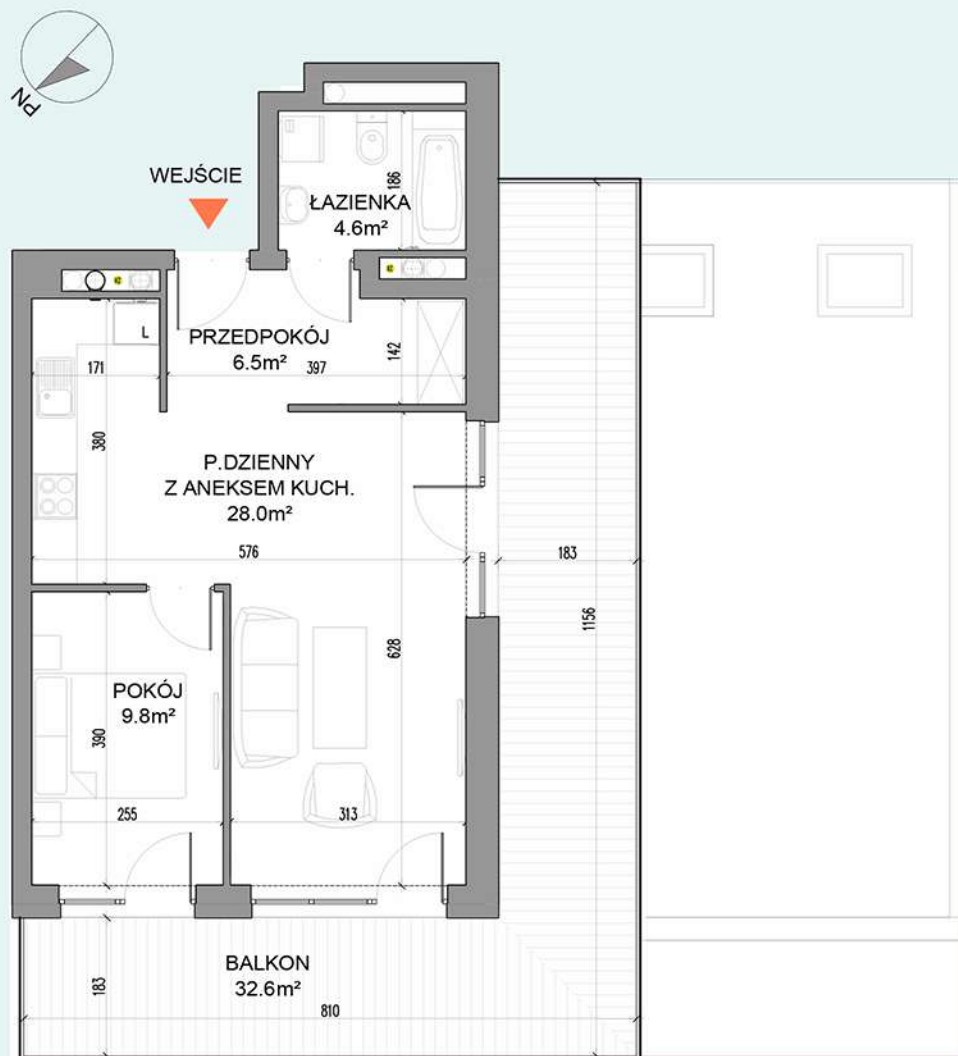 PN
WEJŚCIE
ŁAZIENKA
4.6m²
186
PRZEDPOKÓJ
6.5m²
L
171
397
142
380
P.DZIENNY
Z ANEKSEM KUCH.
28.0m²
576
183
1156
628
POKÓJ
9.8m²
390
255
313
BALKON
32.6m²
183
810